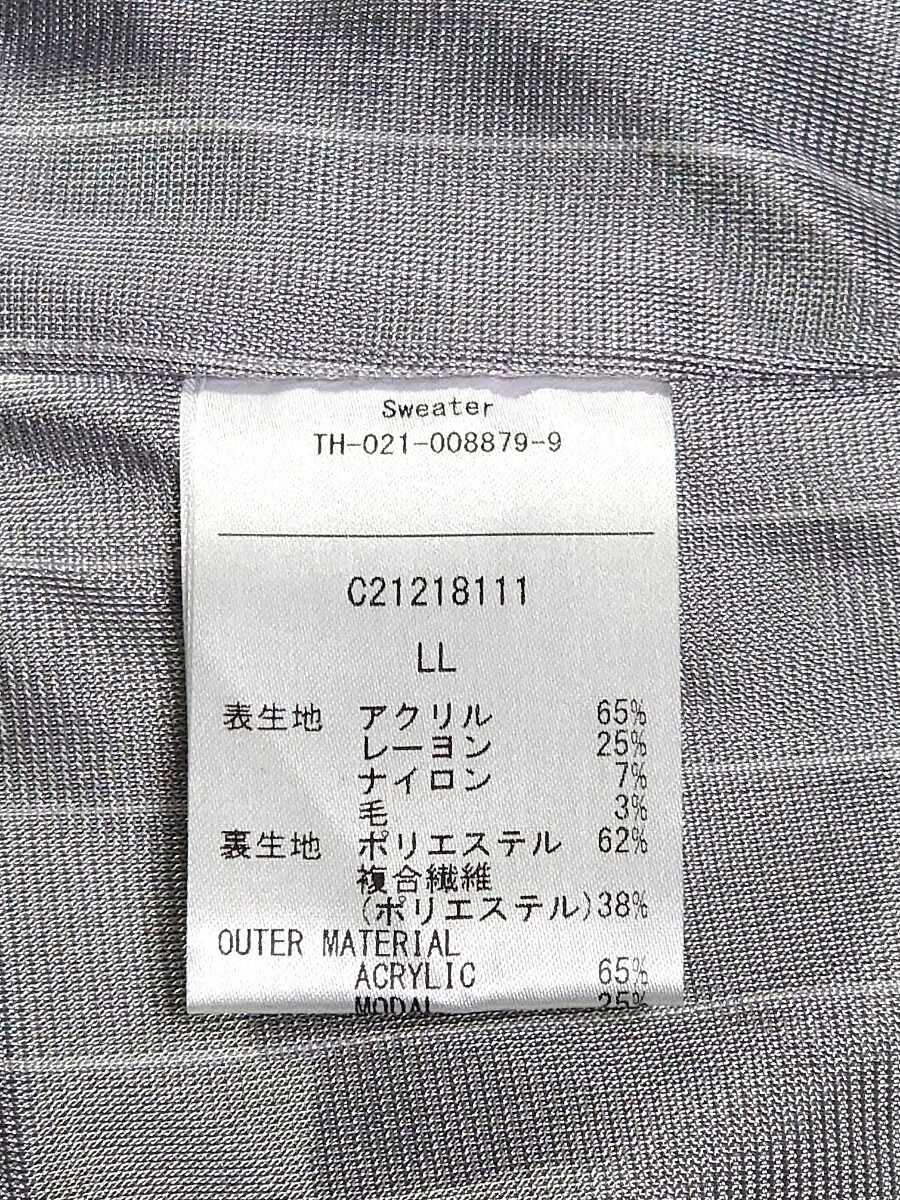 Sweater
TH-021-008879-9
C21218111
LL
表生地 アクリル 65%
レーヨン 25%
ナイロン 7%
毛 3%
裏生地 ポリエステル 62%
複合繊維
(ポリエステル)38%
OUTER MATERIAL
ACRYLIC 65%
MODAL 25%